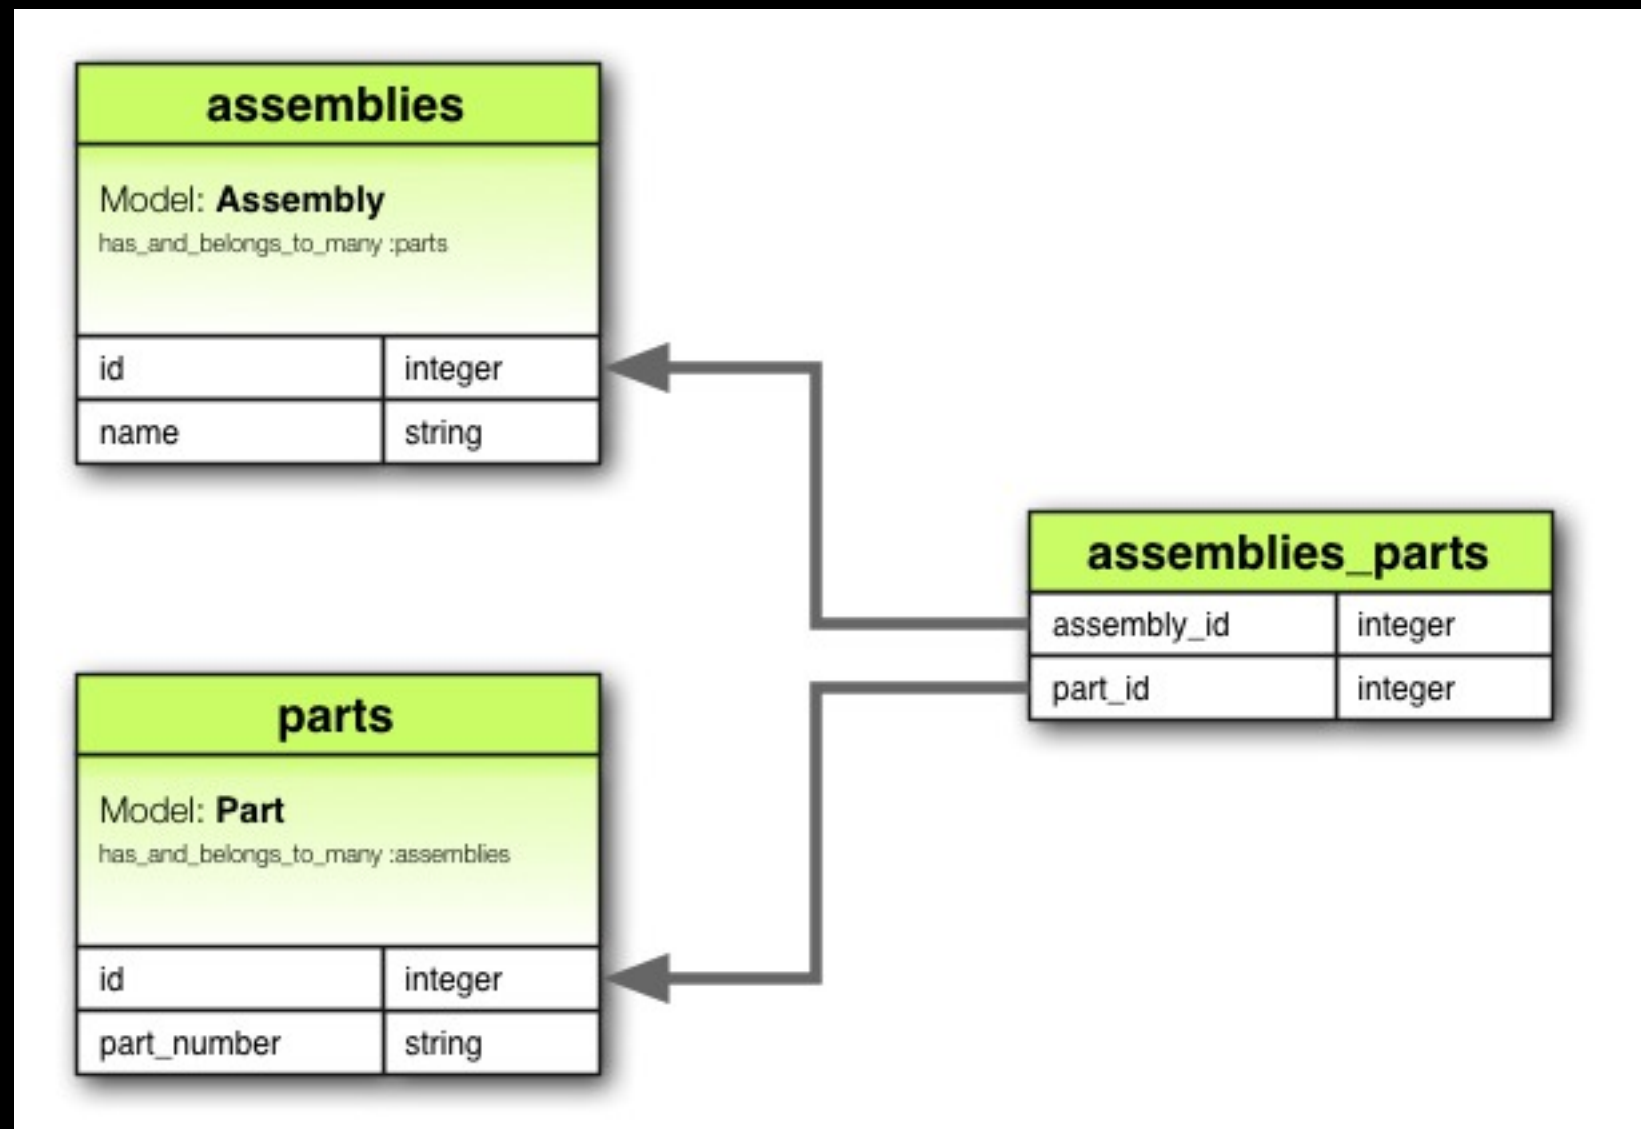 assemblies
Model: Assembly
has_and_belongs_to_many :parts
id integer
name string
assemblies_parts
assembly_id integer
part_id integer
parts
Model: Part
has_and_belongs_to_many :assemblies
id integer
part_number string